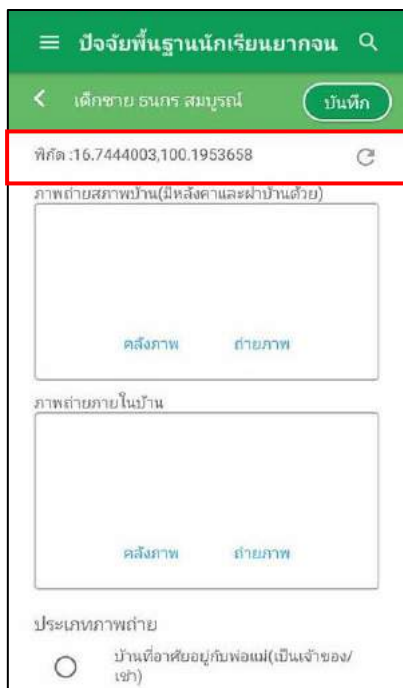 ปัจจัยพื้นฐานนักเรียนยากจน
เด็กชาย ธนกร สมบูรณ์ บันทึก
พิกัด :16.7444003,100.1953658
ภาพถ่ายสภาพบ้าน(มีหลังคาและฝาบ้านด้วย)
คลังภาพ ถ่ายภาพ
ภาพถ่ายภายในบ้าน
คลังภาพ ถ่ายภาพ
ประเภทภาพถ่าย
บ้านที่อาศัยอยู่กับพ่อแม่(เป็นเจ้าของ/
เช่า)